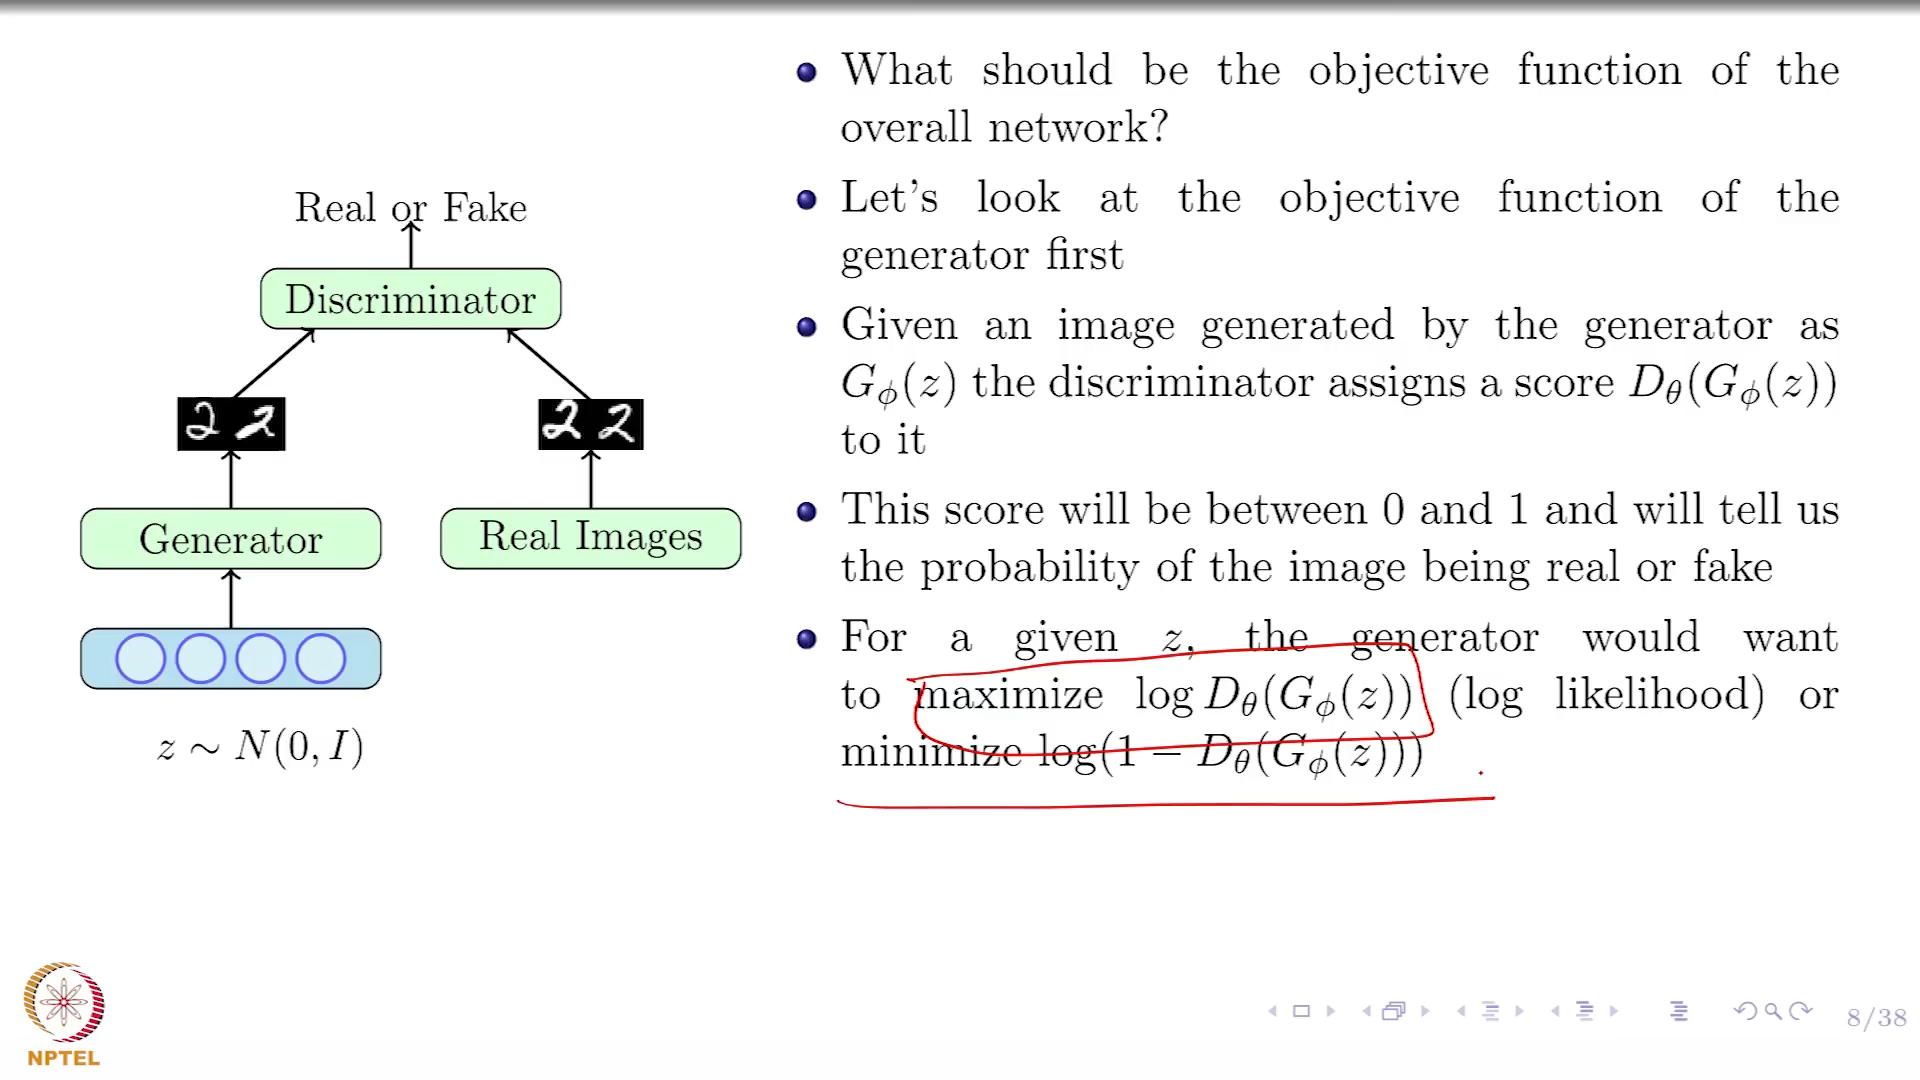 What should be the objective function of the
overall network?
Let's look at the objective function of the
generator first
Given an image generated by the generator as
G_ϕ(z) the discriminator assigns a score D_θ(G_ϕ(z))
to it
This score will be between 0 and 1 and will tell us
the probability of the image being real or fake
For a given z, the generator would want
to maximize log D_θ(G_ϕ(z)) (log likelihood) or
minimize log(1 − D_θ(G_ϕ(z)))
Real or Fake
Discriminator
2 2
2 2
Generator
Real Images
z ∼ N(0, I)
NPTEL
8/38